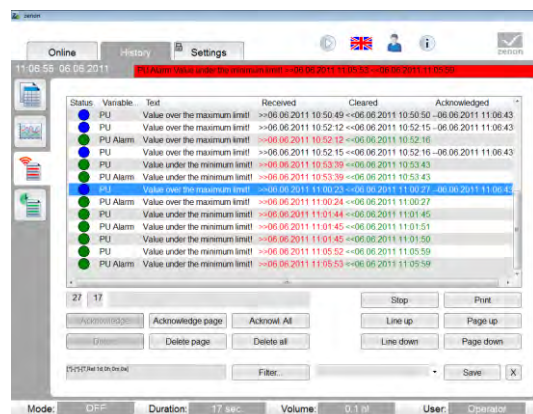 zenon
Online History Settings
zenon
11:06:55 06.06.2011 PU Alarm Value under the minimum limit! >>06.06.2011 11:05:53 <<06.06.2011 11:05:59
Status Variable... Text Received Cleared Acknowledged
PU Value over the maximum limit! >>06.06.2011 10:50:49 <<06.06.2011 10:50:50 --06.06.2011 11:06:43
PU Value over the maximum limit! >>06.06.2011 10:52:12 <<06.06.2011 10:52:15 --06.06.2011 11:06:43
PU Alarm Value over the maximum limit! >>06.06.2011 10:52:12 <<06.06.2011 10:52:16
PU Value over the maximum limit! >>06.06.2011 10:52:15 <<06.06.2011 10:52:16 --06.06.2011 11:06:43
PU Value under the minimum limit! >>06.06.2011 10:53:39 <<06.06.2011 10:53:43
PU Alarm Value under the minimum limit! >>06.06.2011 10:53:39 <<06.06.2011 10:53:43
PU Value over the maximum limit! >>06.06.2011 11:00:23 <<06.06.2011 11:00:27 --06.06.2011 11:06:43
PU Alarm Value over the maximum limit! >>06.06.2011 11:00:24 <<06.06.2011 11:00:27
PU Value under the minimum limit! >>06.06.2011 11:01:44 <<06.06.2011 11:01:45
PU Alarm Value under the minimum limit! >>06.06.2011 11:01:45 <<06.06.2011 11:01:51
PU Value under the minimum limit! >>06.06.2011 11:01:45 <<06.06.2011 11:01:50
PU Value under the minimum limit! >>06.06.2011 11:05:52 <<06.06.2011 11:05:59
PU Alarm Value under the minimum limit! >>06.06.2011 11:05:53 <<06.06.2011 11:05:59
27 17 Stop Print
Acknowledge Acknowledge page Acknowl. All Line up Page up
Delete page Delete all Line down Page down
Filter... Save X
Mode: OFF Duration: 17 sec. Volume: 0.1 hl User: Operator